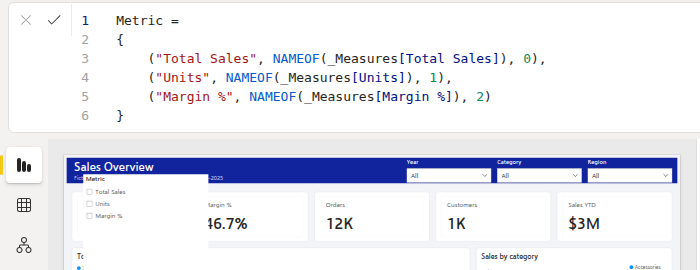 1 Metric =
2 {
3 ("Total Sales", NAMEOF(_Measures[Total Sales]), 0),
4 ("Units", NAMEOF(_Measures[Units]), 1),
5 ("Margin %", NAMEOF(_Measures[Margin %]), 2)
6 }
Sales Overview
Year Category Region
All All All
-2025
Metric
Total Sales
Units
Margin %
Margin % Orders Customers Sales YTD
46.7% 12K 1K $3M
Sales by category
Accessories